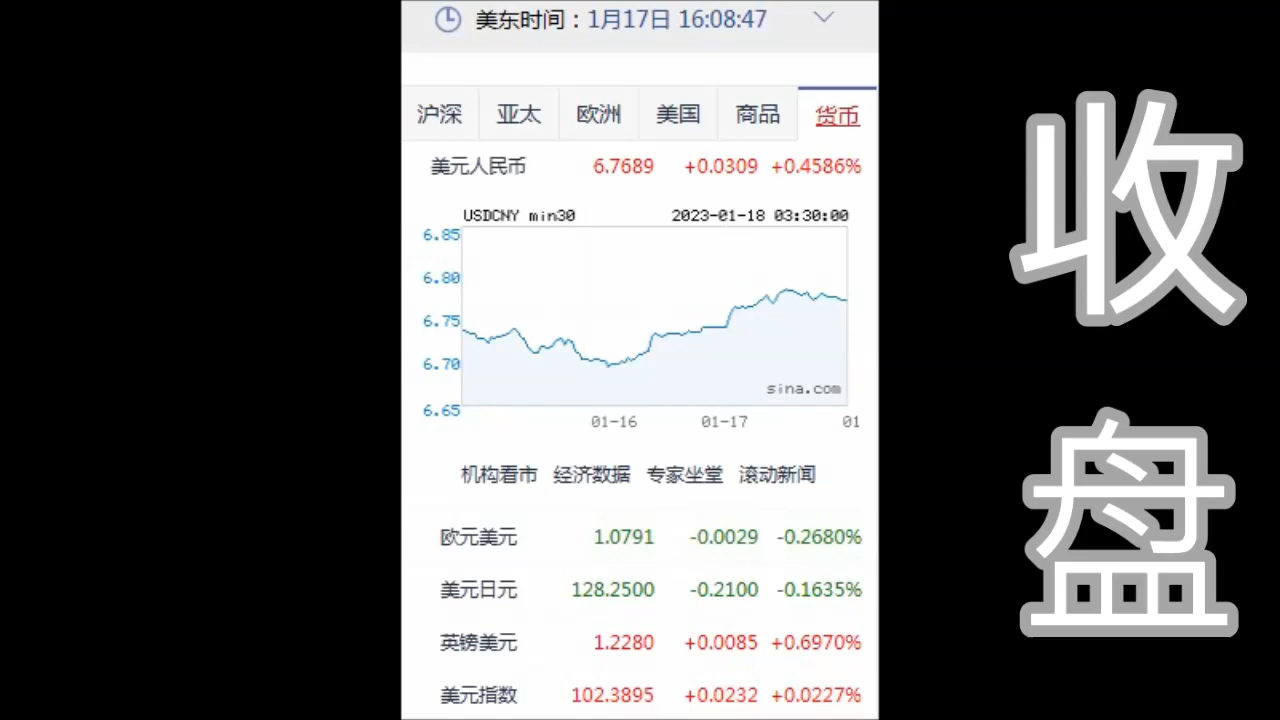 美东时间：1月17日 16:08:47
沪深 亚太 欧洲 美国 商品 货币
美元人民币 6.7689 +0.0309 +0.4586%
USDCNY min30 2023-01-18 03:30:00
6.85
6.80
6.75
6.70
6.65
sina.com
01-16 01-17 01
机构看市 经济数据 专家坐堂 滚动新闻
欧元美元 1.0791 -0.0029 -0.2680%
美元日元 128.2500 -0.2100 -0.1635%
英镑美元 1.2280 +0.0085 +0.6970%
美元指数 102.3895 +0.0232 +0.0227%
收盘